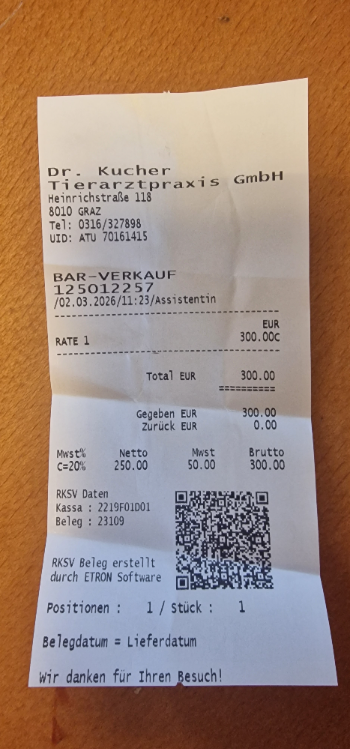 Dr. Kucher
Tierarztpraxis GmbH
Heinrichstraße 118
8010 GRAZ
Tel: 0316/327898
UID: ATU 70161415
BAR-VERKAUF
125012257
/02.03.2026/11:23/Assistentin
EUR
RATE 1 300.00C
Total EUR 300.00
==========
Gegeben EUR 300.00
Zurück EUR 0.00
Mwst% Netto Mwst Brutto
C=20% 250.00 50.00 300.00
RKSV Daten
Kassa : 2219F01D01
Beleg : 23109
RKSV Beleg erstellt
durch ETRON Software
Positionen : 1 / Stück : 1
Belegdatum = Lieferdatum
Wir danken für Ihren Besuch!